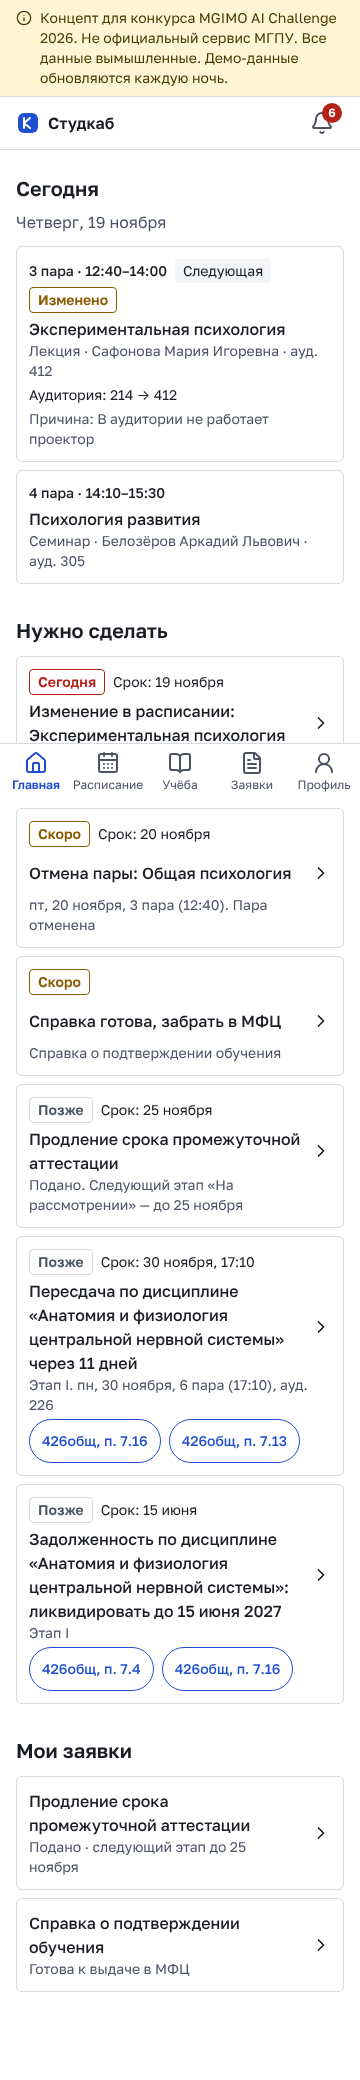 Концепт для конкурса MGIMO AI Challenge
2026. Не официальный сервис МГПУ. Все
данные вымышленные. Демо-данные
обновляются каждую ночь.
Студкаб
6
Сегодня
Четверг, 19 ноября
3 пара · 12:40–14:00 Следующая
Изменено
Экспериментальная психология
Лекция · Сафонова Мария Игоревна · ауд.
412
Аудитория: 214 → 412
Причина: В аудитории не работает
проектор
4 пара · 14:10–15:30
Психология развития
Семинар · Белозёров Аркадий Львович ·
ауд. 305
Нужно сделать
Сегодня Срок: 19 ноября
Изменение в расписании:
Экспериментальная психология
Главная Расписание Учёба Заявки Профиль
Скоро Срок: 20 ноября
Отмена пары: Общая психология
пт, 20 ноября, 3 пара (12:40). Пара
отменена
Скоро
Справка готова, забрать в МФЦ
Справка о подтверждении обучения
Позже Срок: 25 ноября
Продление срока промежуточной
аттестации
Подано. Следующий этап «На
рассмотрении» — до 25 ноября
Позже Срок: 30 ноября, 17:10
Пересдача по дисциплине
«Анатомия и физиология
центральной нервной системы»
через 11 дней
Этап I. пн, 30 ноября, 6 пара (17:10), ауд.
226
426общ, п. 7.16 426общ, п. 7.13
Позже Срок: 15 июня
Задолженность по дисциплине
«Анатомия и физиология
центральной нервной системы»:
ликвидировать до 15 июня 2027
Этап I
426общ, п. 7.4 426общ, п. 7.16
Мои заявки
Продление срока
промежуточной аттестации
Подано · следующий этап до 25
ноября
Справка о подтверждении
обучения
Готова к выдаче в МФЦ